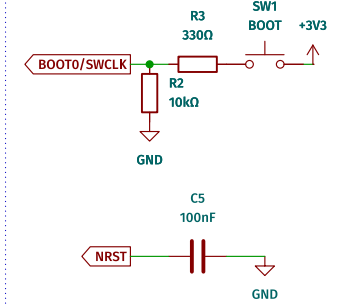 SW1
R3 BOOT +3V3
330Ω
BOOT0/SWCLK
R2
10kΩ
GND
C5
100nF
NRST
GND